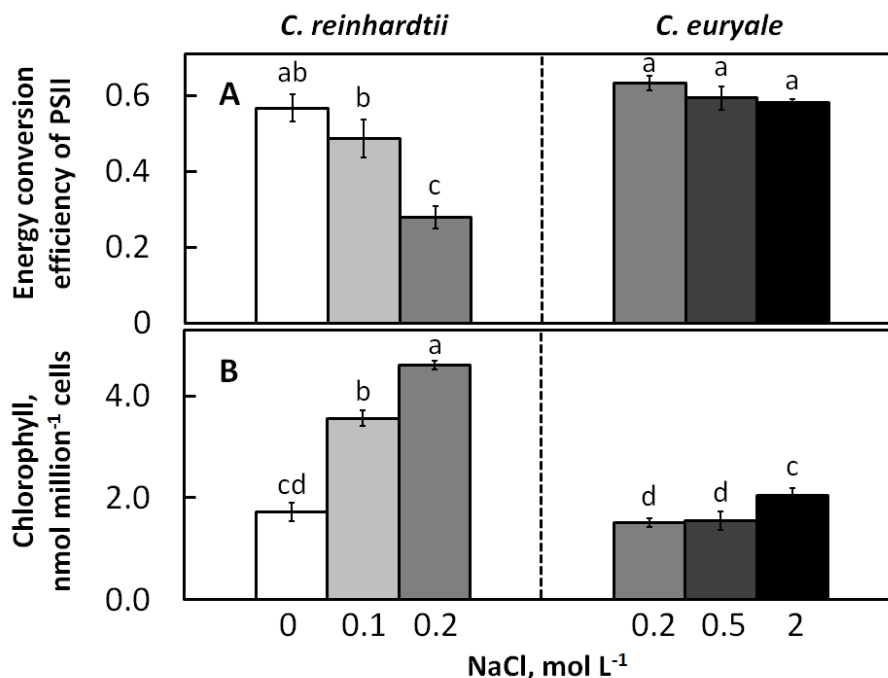 C. reinhardtii C. euryale
Energy conversion
efficiency of PSII
0.6
0.4
0.2
0
A
ab
b
c
a
a
a
Chlorophyll,
nmol million⁻¹ cells
4.0
2.0
0.0
B
cd
b
a
d
d
c
0 0.1 0.2 0.2 0.5 2
NaCl, mol L⁻¹